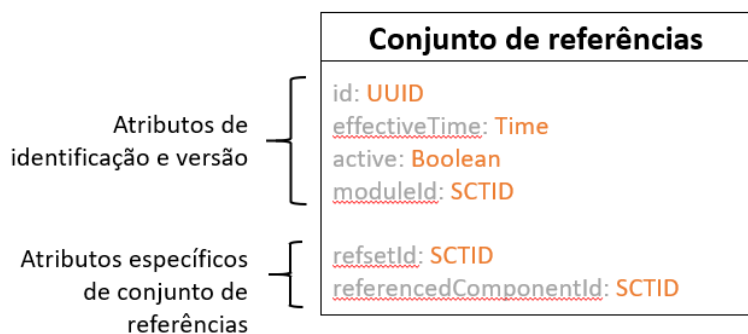 Conjunto de referências
Atributos de
identificação e versão
id: UUID
effectiveTime: Time
active: Boolean
moduleId: SCTID
Atributos específicos
de conjunto de
referências
refsetId: SCTID
referencedComponentId: SCTID